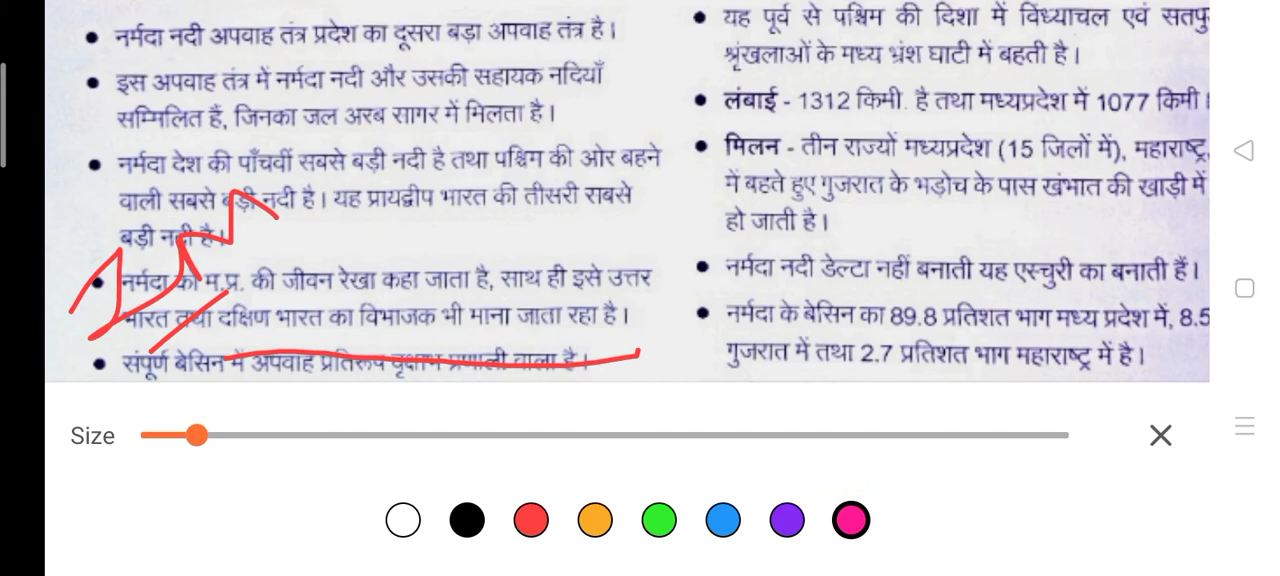 नर्मदा नदी अपवाह तंत्र प्रदेश का दूसरा बड़ा अपवाह तंत्र है।
इस अपवाह तंत्र में नर्मदा नदी और उसकी सहायक नदियाँ
सम्मिलित हैं, जिनका जल अरब सागर में मिलता है।
नर्मदा देश की पाँचवीं सबसे बड़ी नदी है तथा पश्चिम की ओर बहने
वाली सबसे बड़ी नदी है। यह प्रायद्वीप भारत की तीसरी सबसे
बड़ी नदी है।
नर्मदा को म.प्र. की जीवन रेखा कहा जाता है, साथ ही इसे उत्तर
भारत तथा दक्षिण भारत का विभाजक भी माना जाता रहा है।
संपूर्ण बेसिन में अपवाह प्रतिरूप वृक्षाभ प्रणाली वाला है।
यह पूर्व से पश्चिम की दिशा में विंध्याचल एवं सतपु
श्रृंखलाओं के मध्य भ्रंश घाटी में बहती है।
लंबाई - 1312 किमी. है तथा मध्यप्रदेश में 1077 किमी।
मिलन - तीन राज्यों मध्यप्रदेश (15 जिलों में), महाराष्ट्र,
में बहते हुए गुजरात के भड़ोच के पास खंभात की खाड़ी में
हो जाती है।
नर्मदा नदी डेल्टा नहीं बनाती यह एस्चुरी का बनाती हैं।
नर्मदा के बेसिन का 89.8 प्रतिशत भाग मध्य प्रदेश में, 8.5
गुजरात में तथा 2.7 प्रतिशत भाग महाराष्ट्र में है।
Size